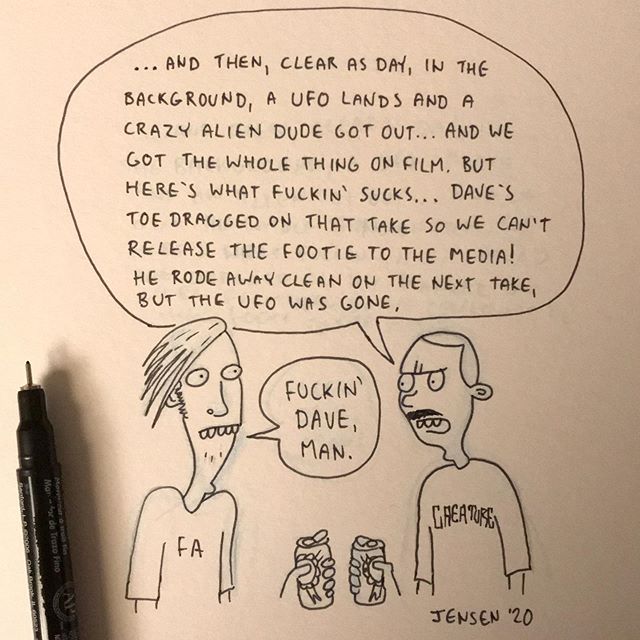 ... AND THEN, CLEAR AS DAY, IN THE
BACKGROUND, A UFO LANDS AND A
CRAZY ALIEN DUDE GOT OUT... AND WE
GOT THE WHOLE THING ON FILM. BUT
HERE'S WHAT FUCKIN' SUCKS... DAVE'S
TOE DRAGGED ON THAT TAKE SO WE CAN'T
RELEASE THE FOOTIE TO THE MEDIA!
HE RODE AWAY CLEAN ON THE NEXT TAKE,
BUT THE UFO WAS GONE.
FUCKIN'
DAVE,
MAN.
FA
CREATURE
JENSEN '20